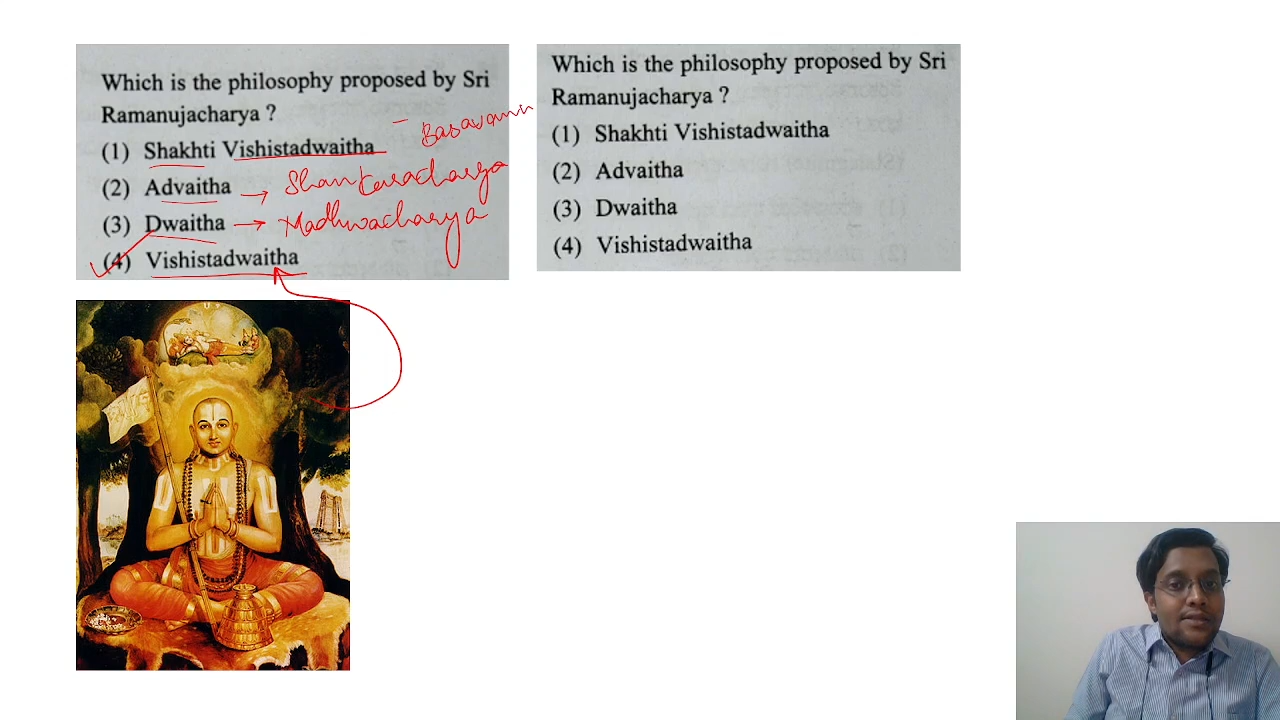 Which is the philosophy proposed by Sri
Ramanujacharya ?
(1) Shakhti Vishistadwaitha - Basavanna
(2) Advaitha → Shankaracharya
(3) Dwaitha → Madhwacharya
(4) Vishistadwaitha
Which is the philosophy proposed by Sri
Ramanujacharya ?
(1) Shakhti Vishistadwaitha
(2) Advaitha
(3) Dwaitha
(4) Vishistadwaitha